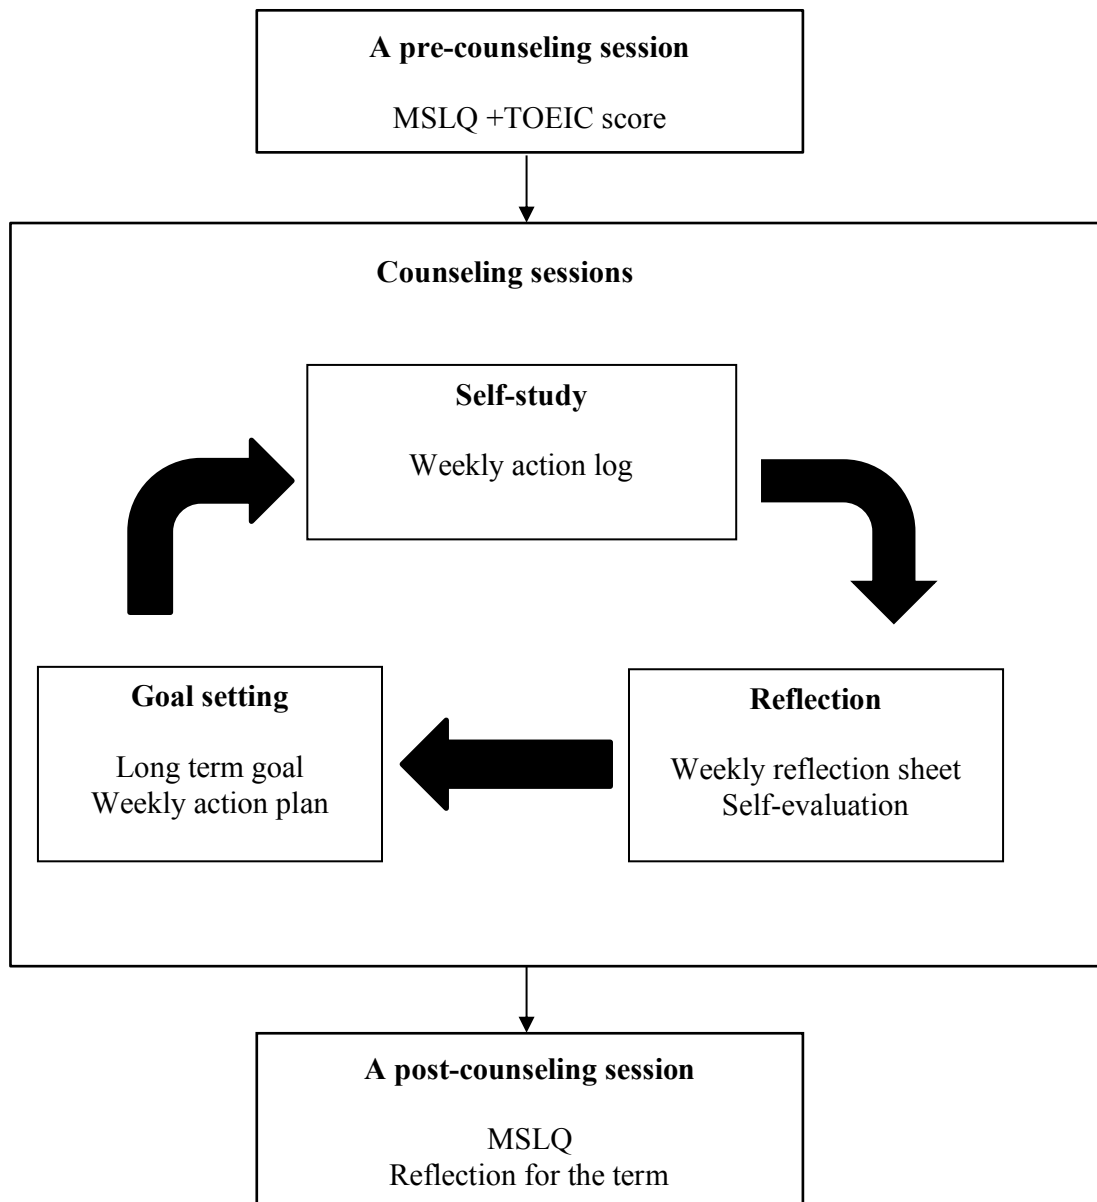 A pre-counseling session
MSLQ +TOEIC score
Counseling sessions
Self-study
Weekly action log
Goal setting
Long term goal
Weekly action plan
Reflection
Weekly reflection sheet
Self-evaluation
A post-counseling session
MSLQ
Reflection for the term